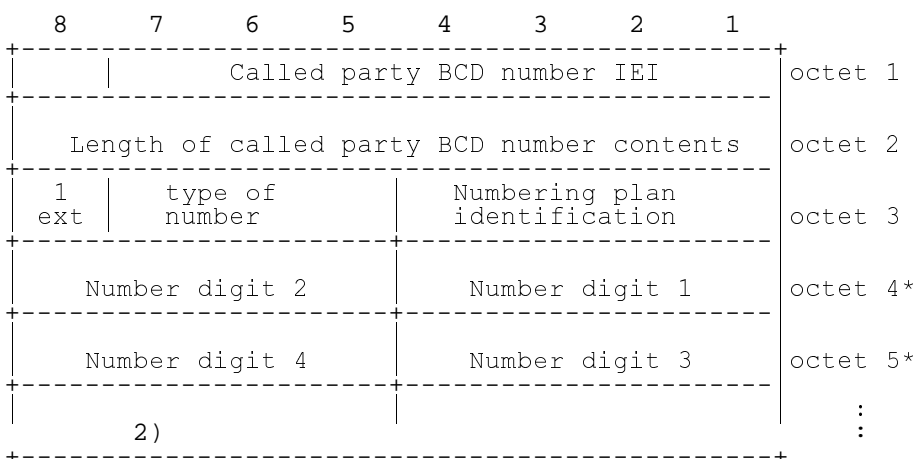 8 7 6 5 4 3 2 1
Called party BCD number IEI octet 1
Length of called party BCD number contents octet 2
1 type of Numbering plan
ext number identification octet 3
Number digit 2 Number digit 1 octet 4*
Number digit 4 Number digit 3 octet 5*
:
2) :